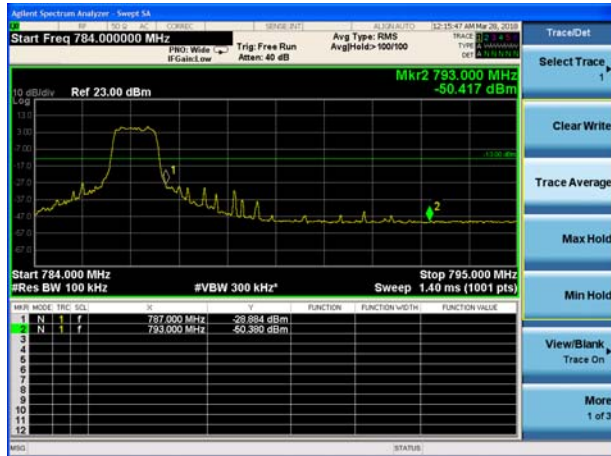 Agilent Spectrum Analyzer - Swept SA
RF 50 Ω AC CORREC SENSE:INT ALIGN AUTO 12:15:47 AM Mar 28, 2018
Start Freq 784.000000 MHz
PNO: Wide
IFGain:Low
Trig: Free Run
Atten: 40 dB
Avg Type: RMS
Avg|Hold:> 100/100
TRACE 1 2 3 4 5 6
TYPE A
DET A N N N N N
Mkr2 793.000 MHz
-50.417 dBm
10 dB/div Ref 23.00 dBm
Log
13.0
3.00
-7.00
-17.0
-27.0
-37.0
-47.0
-57.0
-67.0
-13.00 dBm
1
2
Start 784.000 MHz
#Res BW 100 kHz
#VBW 300 kHz*
Stop 795.000 MHz
Sweep 1.40 ms (1001 pts)
MKR MODE TRC SCL X Y FUNCTION FUNCTION WIDTH FUNCTION VALUE
1 N 1 f 787.000 MHz -28.884 dBm
2 N 1 f 793.000 MHz -50.380 dBm
3
4
5
6
7
8
9
10
11
12
MSG STATUS
Trace/Det
Select Trace
1
Clear Write
Trace Average
Max Hold
Min Hold
View/Blank
Trace On
More
1 of 3